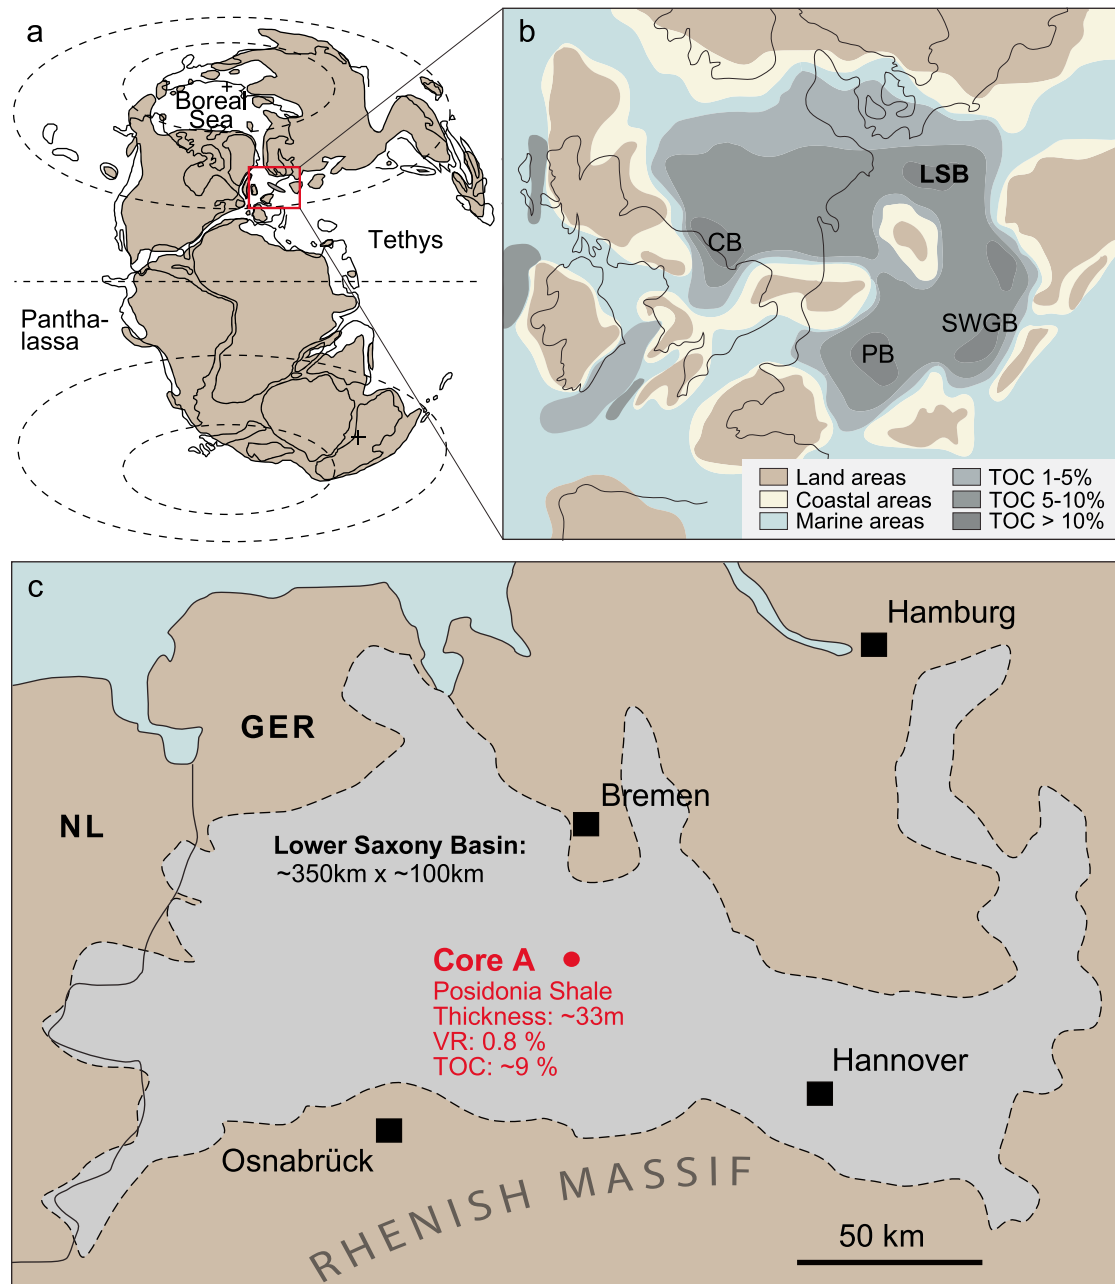 a
Boreal
Sea
Tethys
Pantha-
lassa
b
LSB
CB
SWGB
PB
Land areas
Coastal areas
Marine areas
TOC 1-5%
TOC 5-10%
TOC > 10%
c
Hamburg
GER
NL
Bremen
Lower Saxony Basin:
~350km x ~100km
Core A
Posidonia Shale
Thickness: ~33m
VR: 0.8 %
TOC: ~9 %
Hannover
Osnabrück
RHENISH MASSIF
50 km